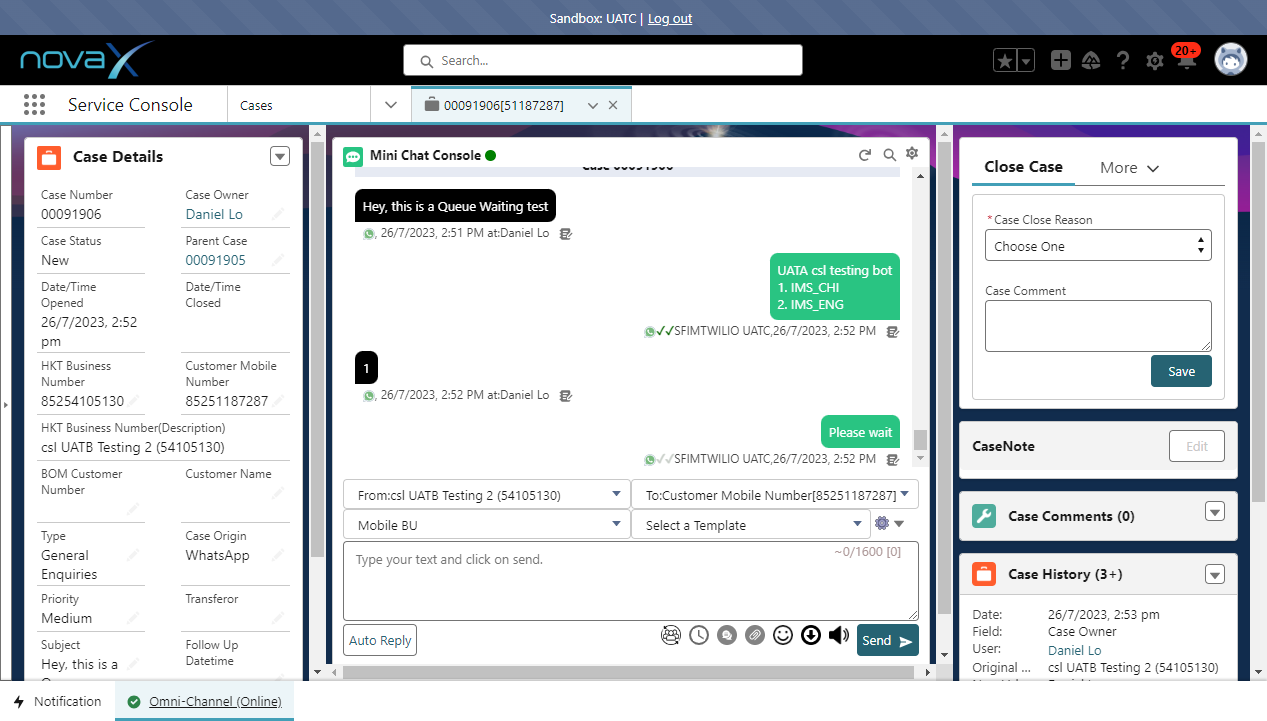 Sandbox: UATC | Log out
novaX
Search...
20+
Service Console
Cases
00091906[51187287]
Case Details
Case Number
00091906
Case Owner
Daniel Lo
Case Status
New
Parent Case
00091905
Date/Time
Opened
26/7/2023, 2:52
pm
Date/Time
Closed
HKT Business
Number
85254105130
Customer Mobile
Number
85251187287
HKT Business Number(Description)
csl UATB Testing 2 (54105130)
BOM Customer
Number
Customer Name
Type
General
Enquiries
Case Origin
WhatsApp
Priority
Medium
Transferor
Subject
Hey, this is a
Follow Up
Datetime
Mini Chat Console
Case 00091906
Hey, this is a Queue Waiting test
, 26/7/2023, 2:51 PM at:Daniel Lo
UATA csl testing bot
1. IMS_CHI
2. IMS_ENG
SFIMTWILIO UATC,26/7/2023, 2:52 PM
1
, 26/7/2023, 2:52 PM at:Daniel Lo
Please wait
SFIMTWILIO UATC,26/7/2023, 2:52 PM
From:csl UATB Testing 2 (54105130)
To:Customer Mobile Number[85251187287]
Mobile BU
Select a Template
Type your text and click on send.
~0/1600 [0]
Auto Reply
Send
Close Case
More
*Case Close Reason
Choose One
Case Comment
Save
CaseNote
Edit
Case Comments (0)
Case History (3+)
Date:
26/7/2023, 2:53 pm
Field:
Case Owner
User:
Daniel Lo
Original ...
csl UATB Testing 2 (54105130)
Notification
Omni-Channel (Online)